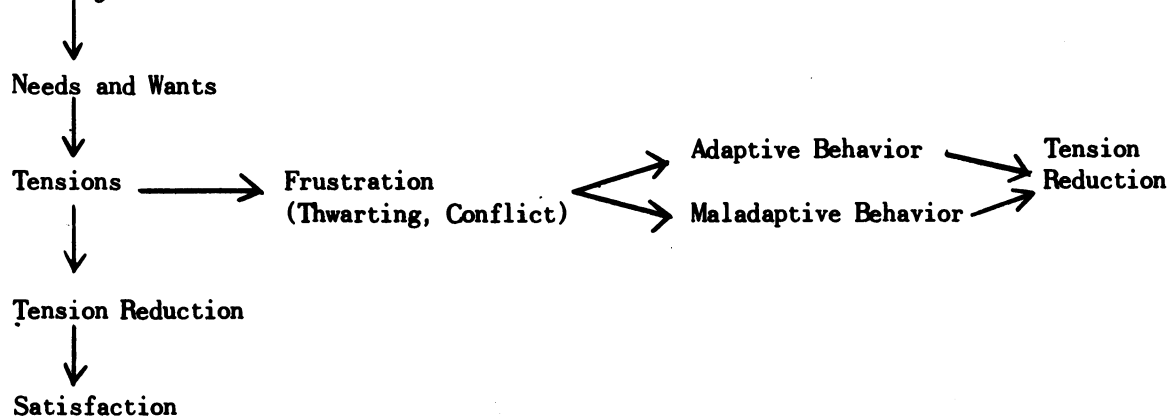 Needs and Wants
Tensions
Frustration
(Thwarting, Conflict)
Adaptive Behavior
Maladaptive Behavior
Tension
Reduction
Tension Reduction
Satisfaction